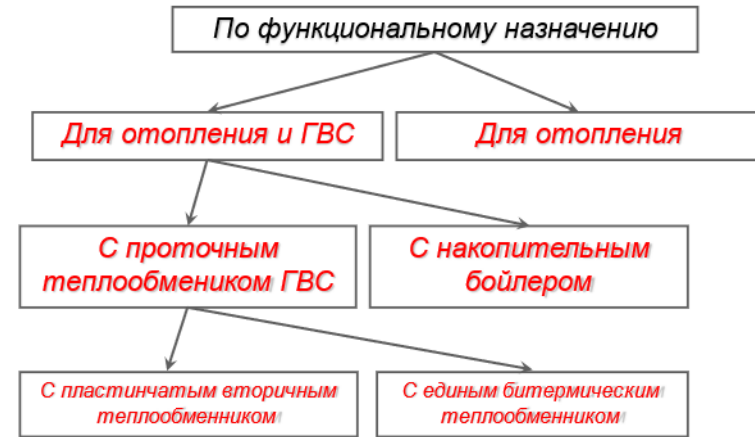 По функциональному назначению
Для отопления и ГВС
Для отопления
С проточным
теплообмеником ГВС
С накопительным
бойлером
С пластинчатым вторичным
теплообменником
С единым битермическим
теплообменником